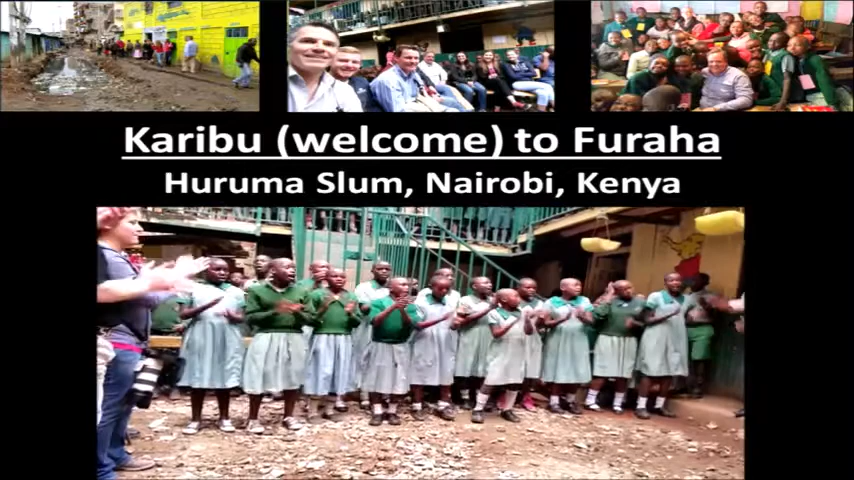 Karibu (welcome) to Furaha
Huruma Slum, Nairobi, Kenya